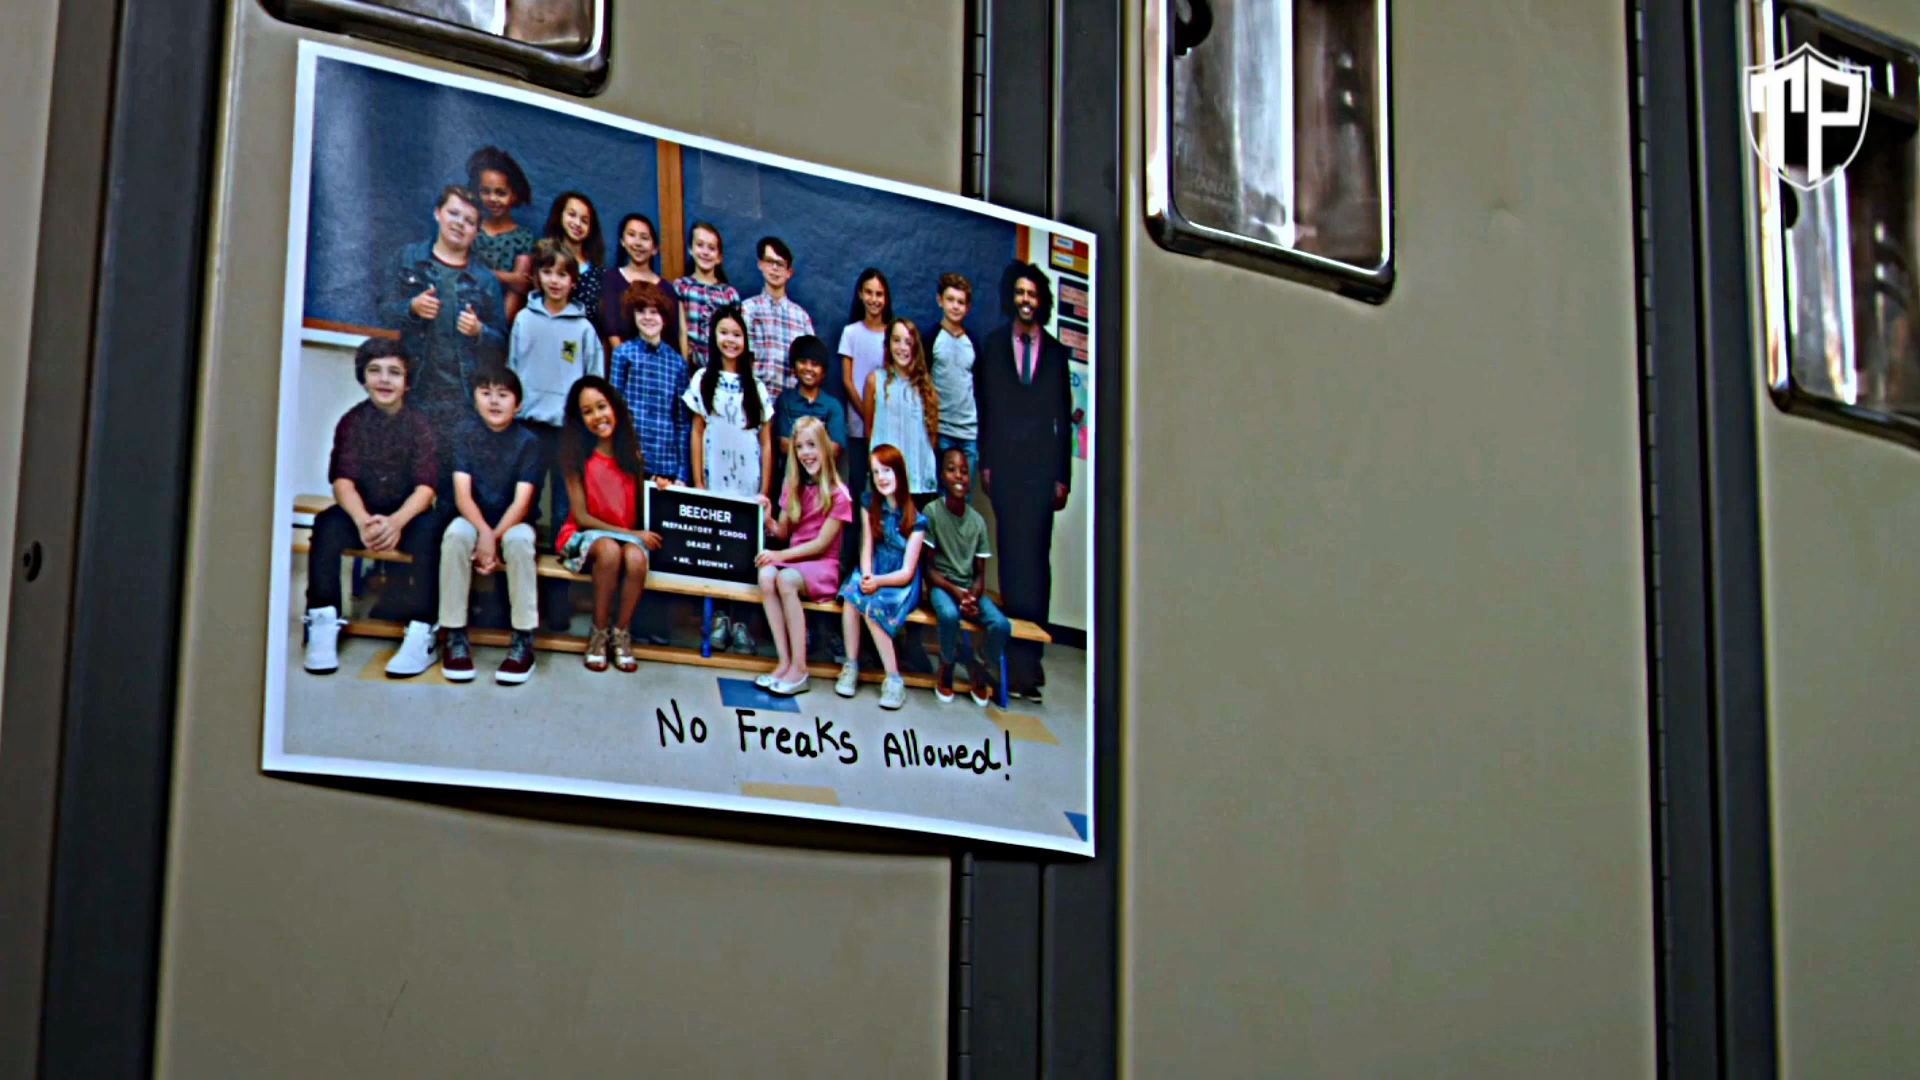 TP
BEECHER
PREPARATORY SCHOOL
GRADE 5
• MR. BROWNE •
No Freaks Allowed!